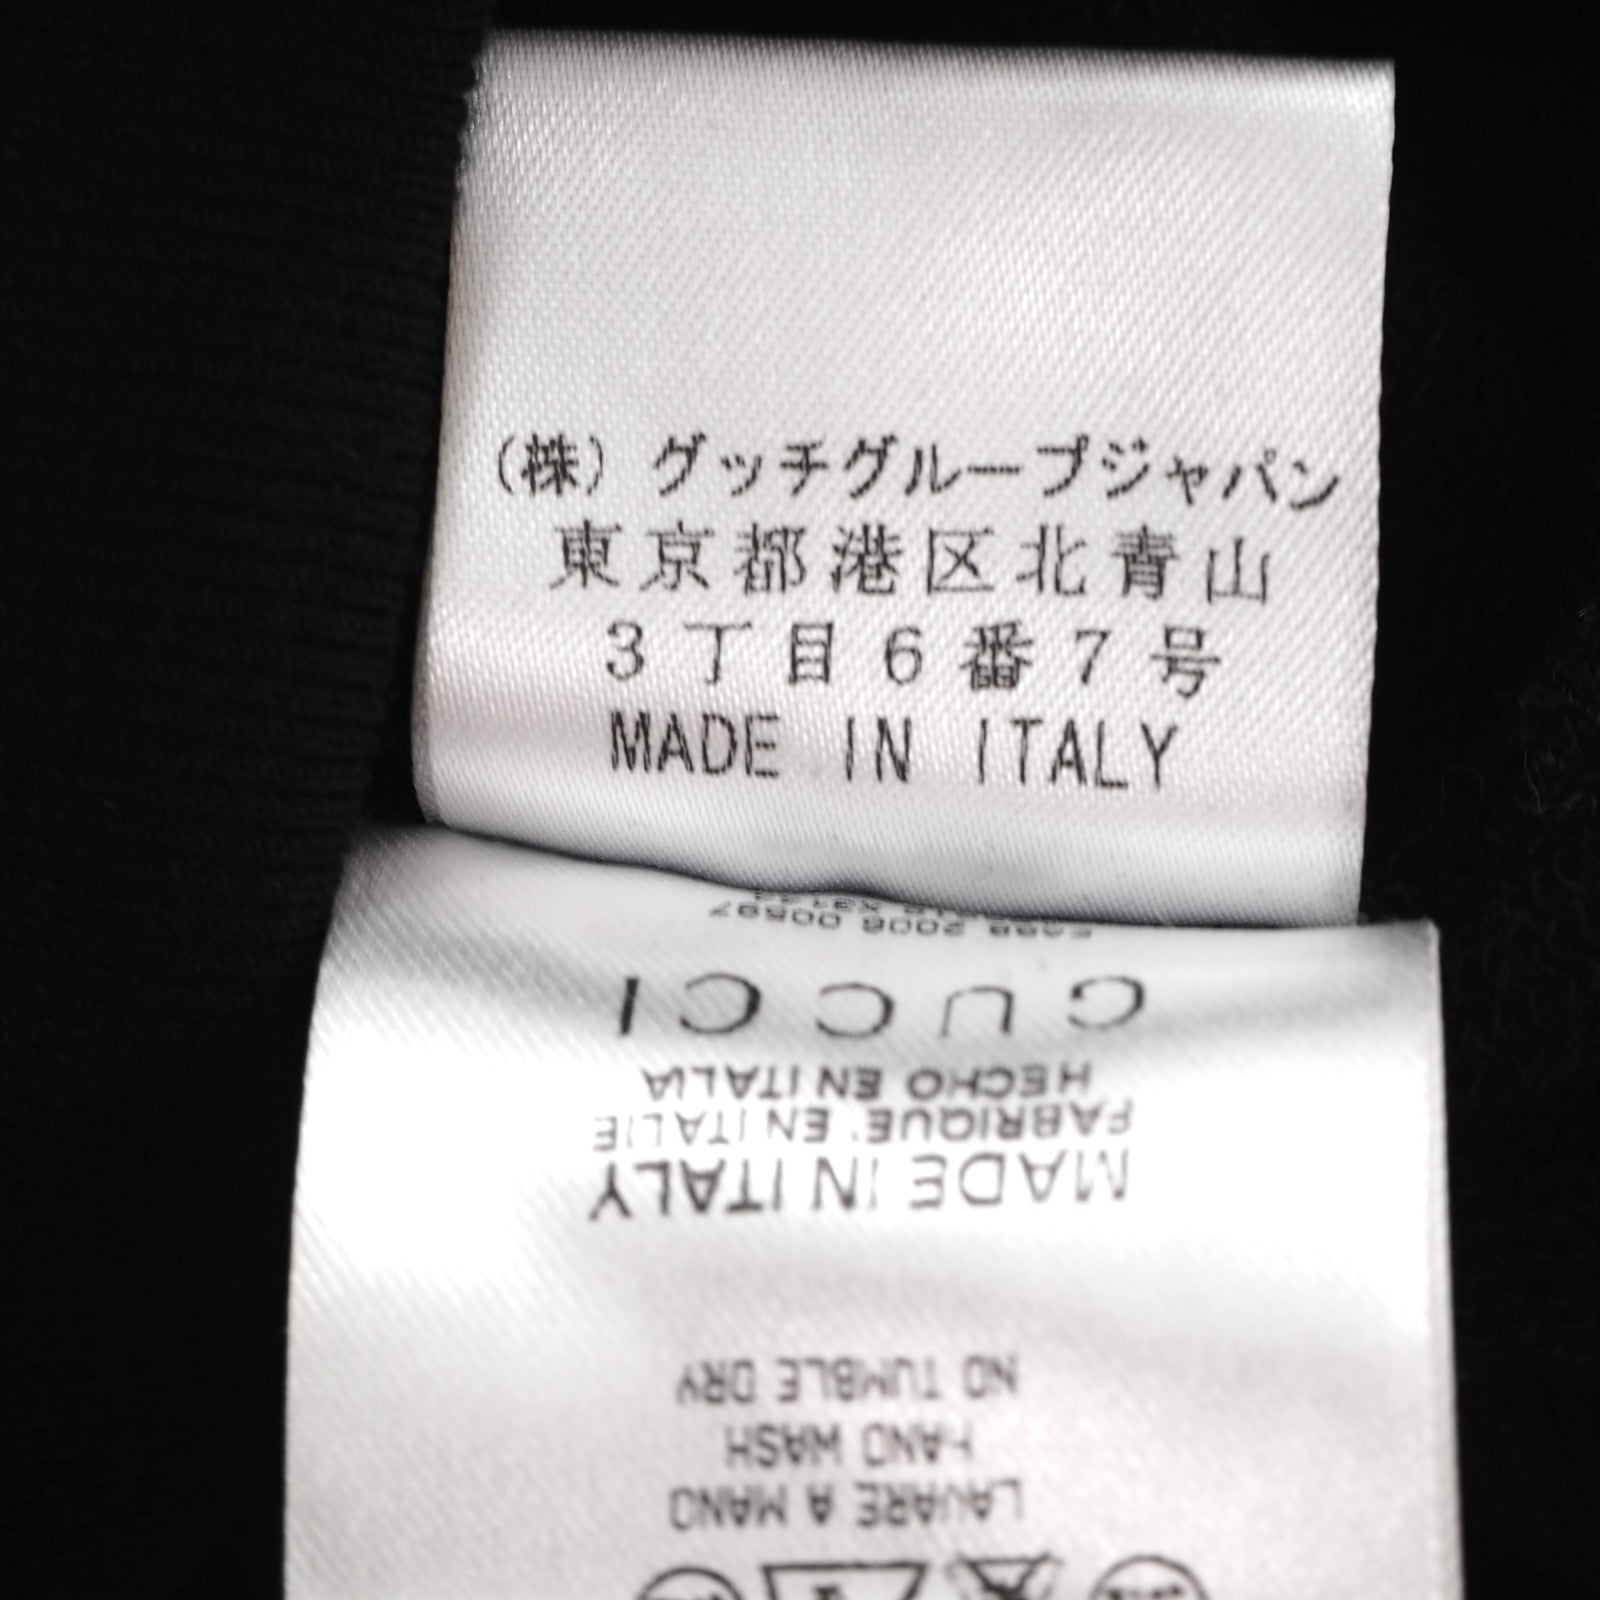 (株) グッチグループジャパン
東京都港区北青山
3丁目6番7号
MADE IN ITALY
2006 00597
GUCCI
HECHO EN ITALIA
FABRIQUE' EN ITALIE
MADE IN ITALY
NO TUMBLE DRY
HAND WASH
LAVARE A MANO